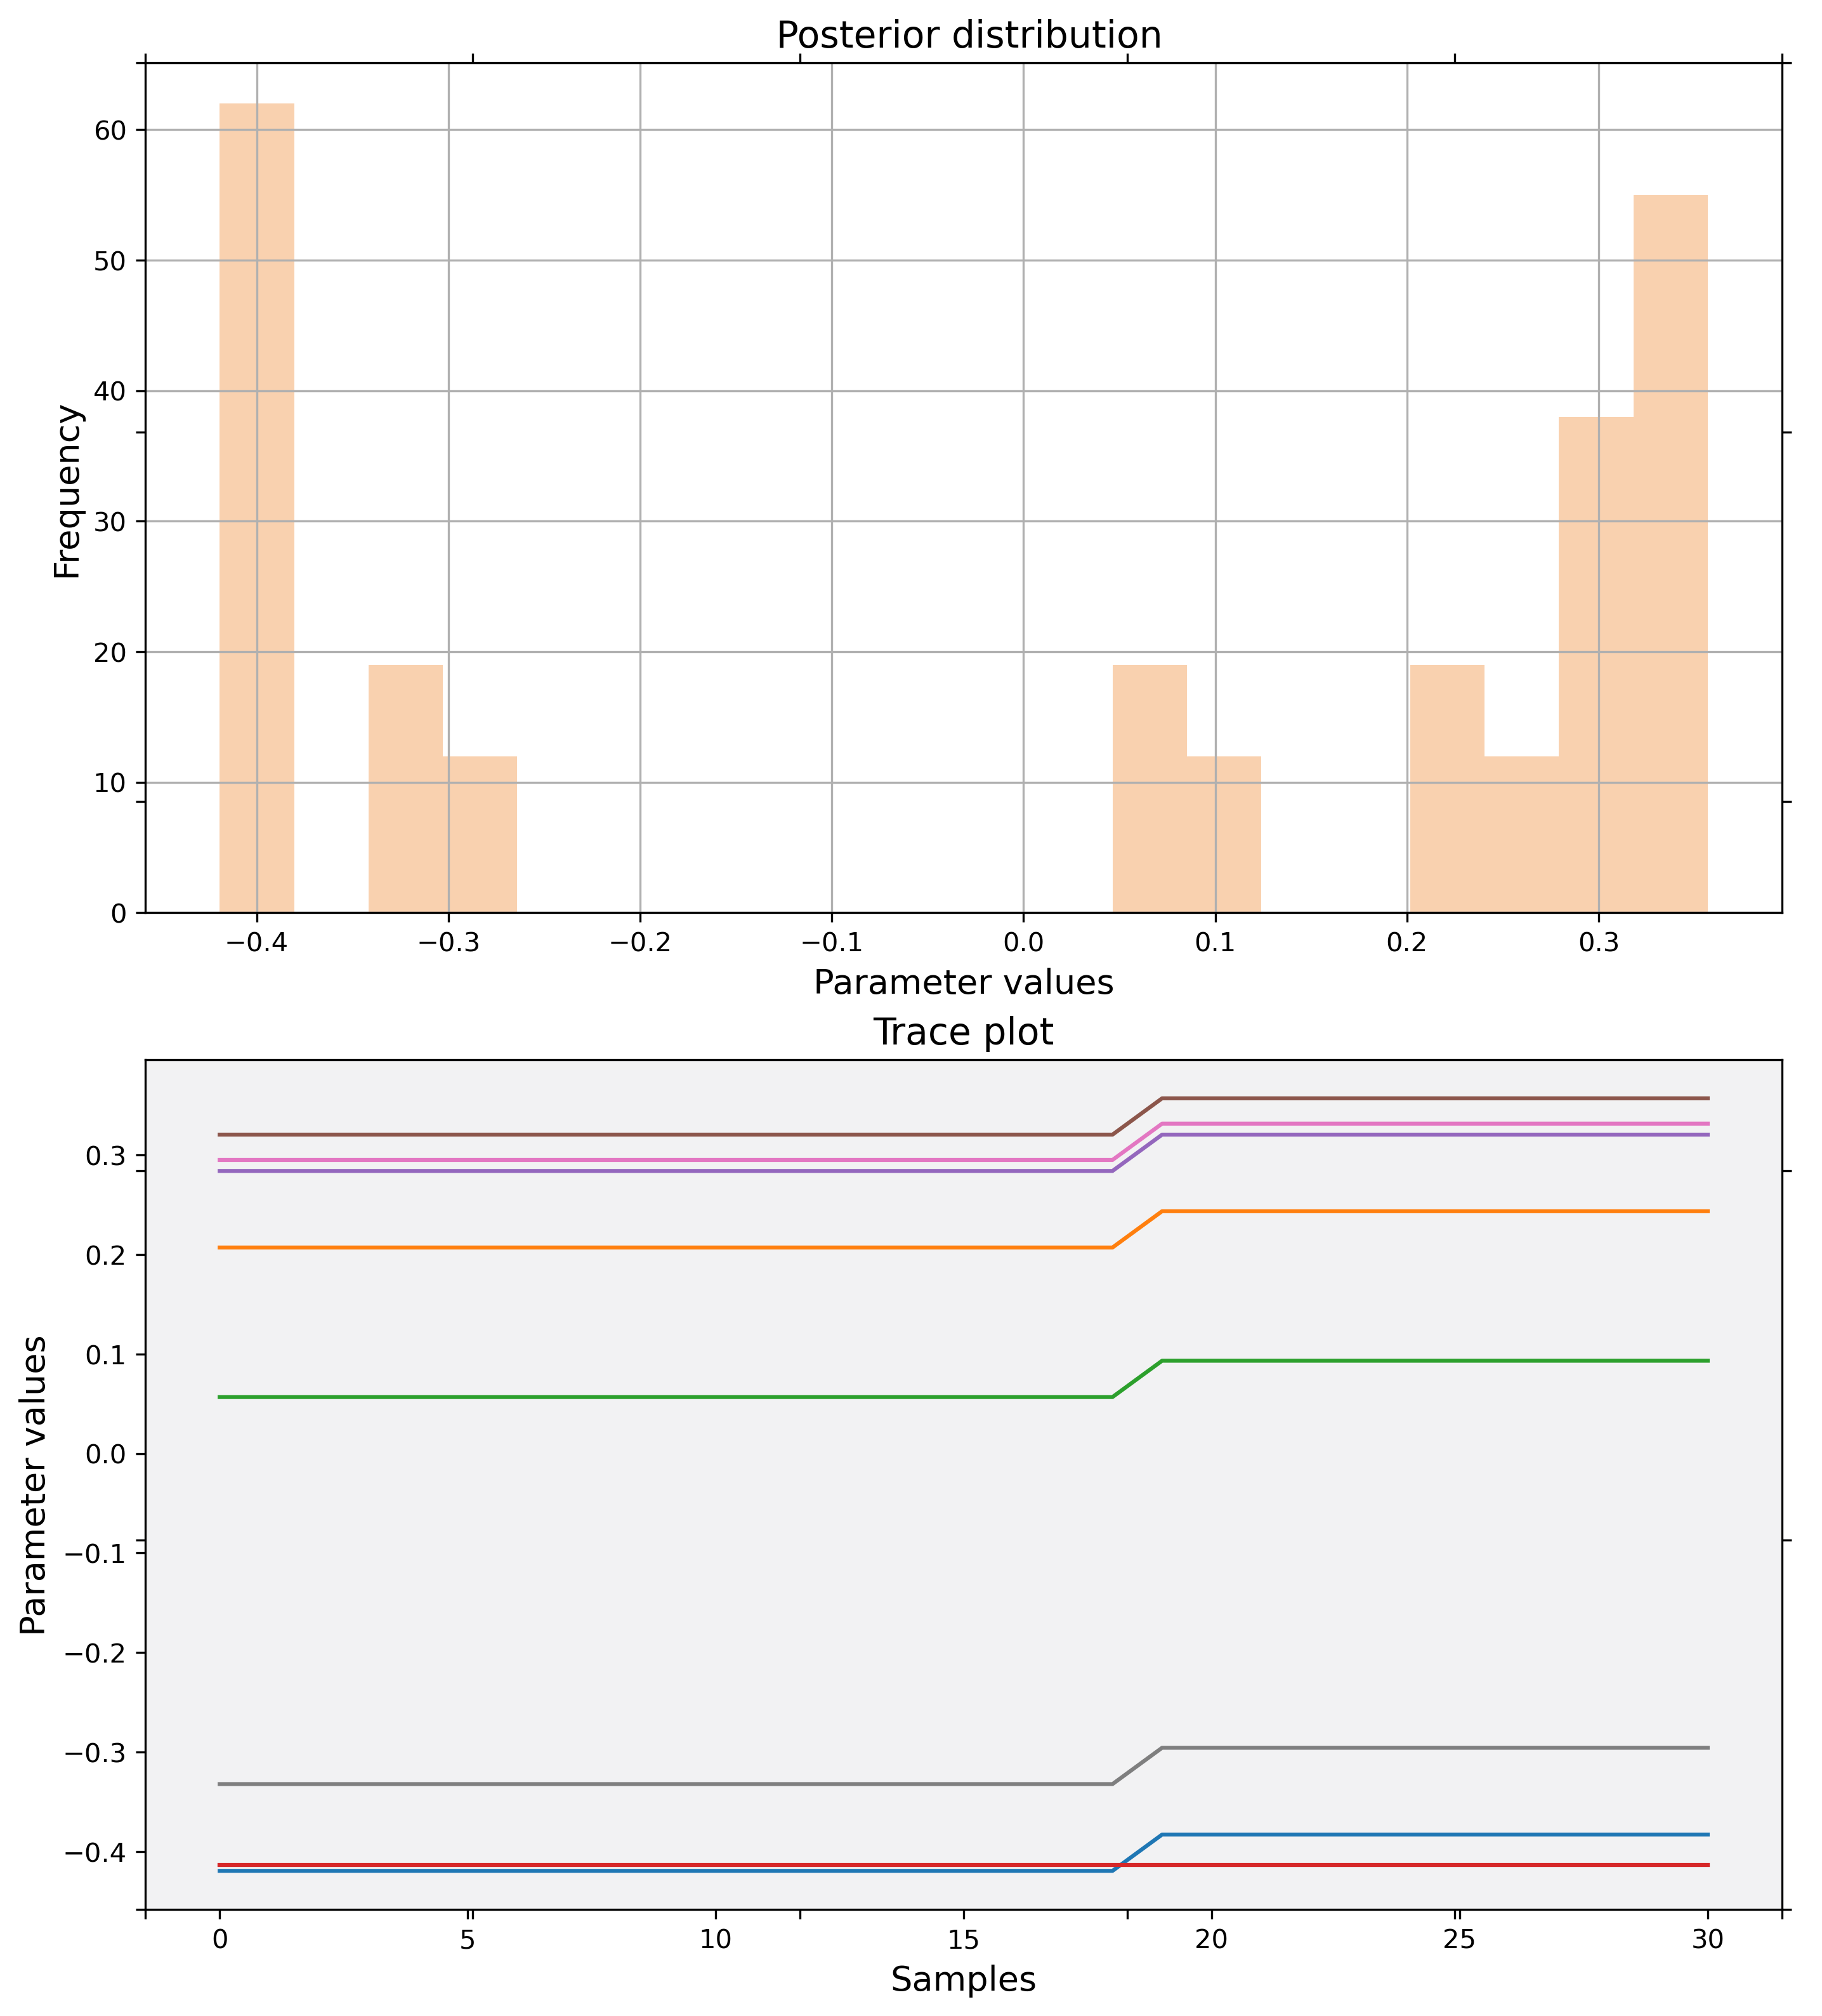 Posterior distribution
60
50
40
30
20
10
0
Frequency
−0.4 −0.3 −0.2 −0.1 0.0 0.1 0.2 0.3
Parameter values
Trace plot
0.3
0.2
0.1
0.0
−0.1
−0.2
−0.3
−0.4
Parameter values
0 5 10 15 20 25 30
Samples